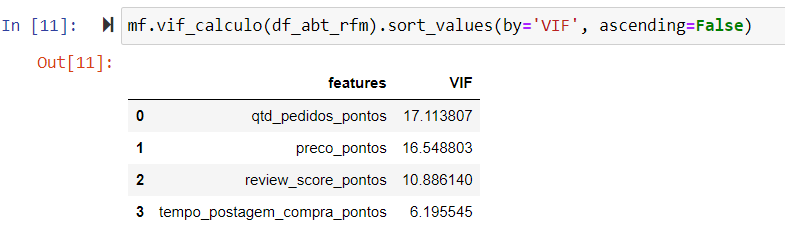 In [11]: mf.vif_calculo(df_abt_rfm).sort_values(by='VIF', ascending=False)
Out[11]:
features VIF
0 qtd_pedidos_pontos 17.113807
1 preco_pontos 16.548803
2 review_score_pontos 10.886140
3 tempo_postagem_compra_pontos 6.195545